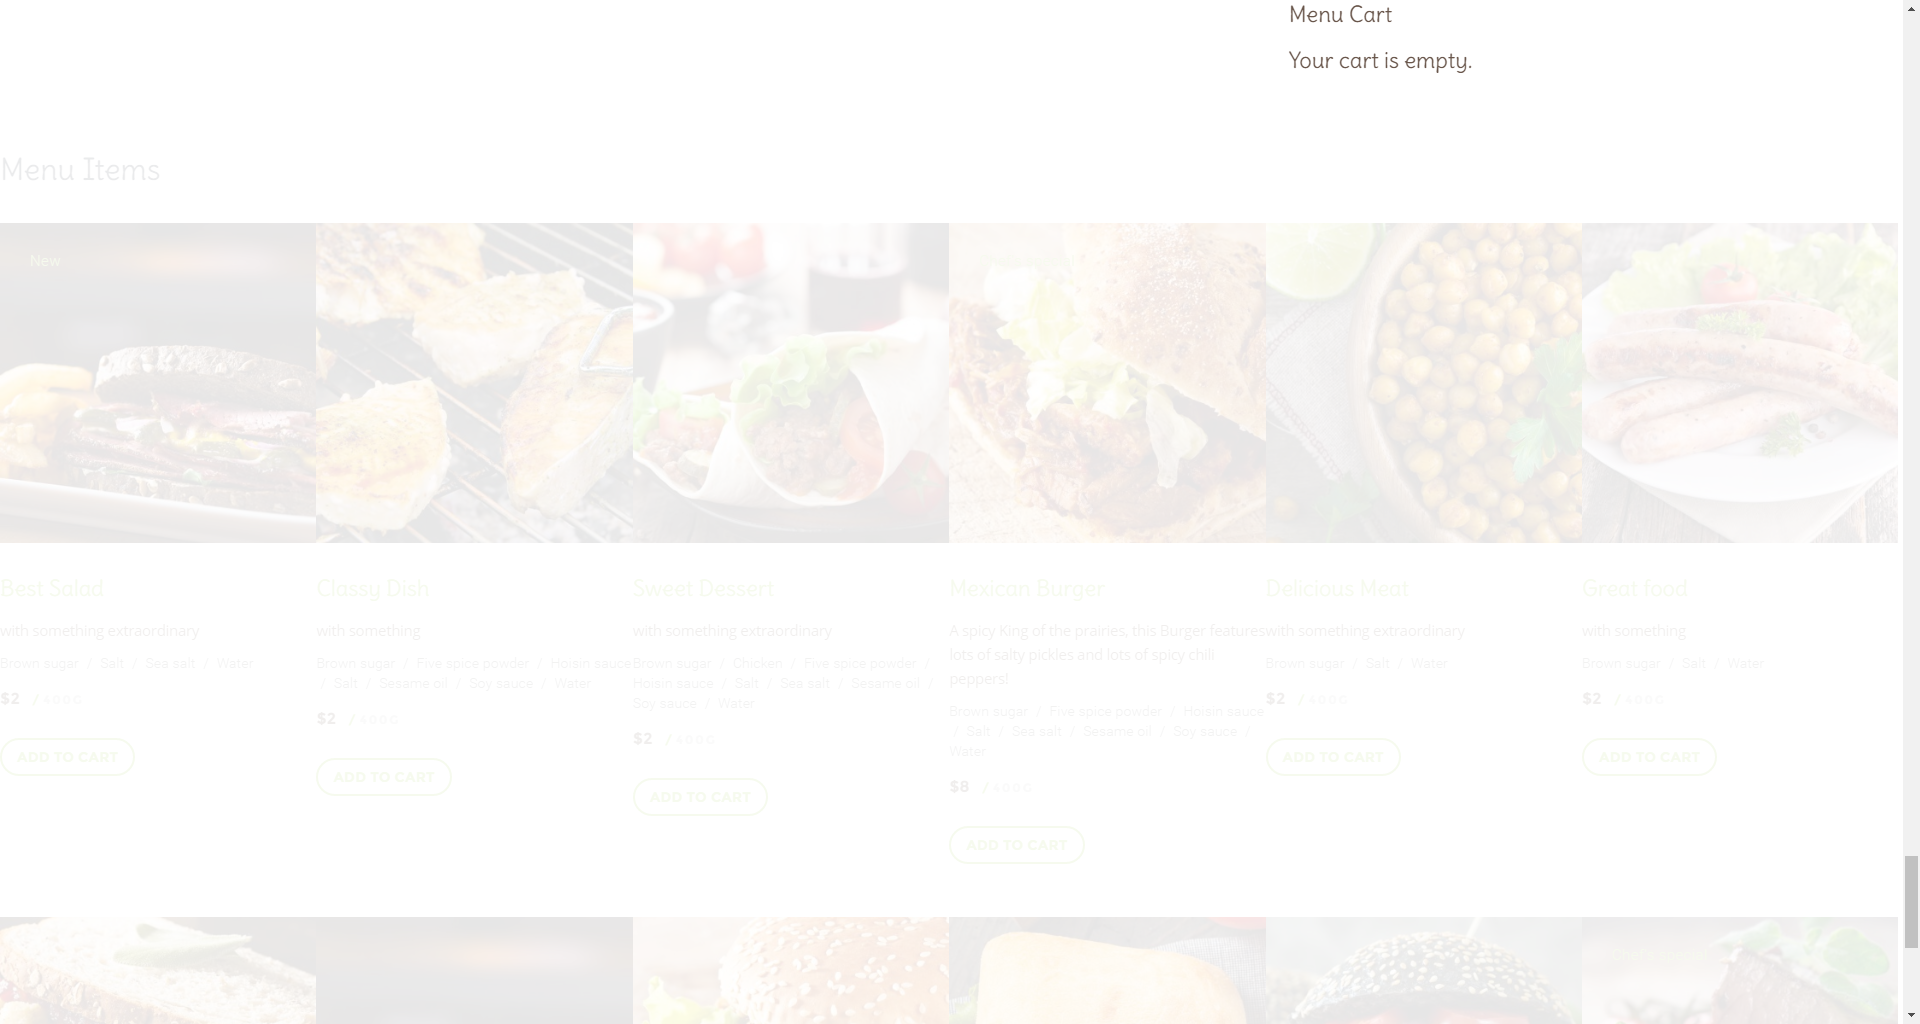 Menu Cart
Your cart is empty.
Menu Items
New
Best Salad
with something extraordinary
Brown sugar / Salt / Sea salt / Water
$2 / 400G
ADD TO CART
Classy Dish
with something
Brown sugar / Five spice powder / Hoisin sauce
/ Salt / Sesame oil / Soy sauce / Water
$2 / 400G
ADD TO CART
Sweet Dessert
with something extraordinary
Brown sugar / Chicken / Five spice powder /
Hoisin sauce / Salt / Sea salt / Sesame oil /
Soy sauce / Water
$2 / 400G
ADD TO CART
Mexican Burger
A spicy King of the prairies, this Burger features
lots of salty pickles and lots of spicy chili
peppers!
Brown sugar / Five spice powder / Hoisin sauce
/ Salt / Sea salt / Sesame oil / Soy sauce /
Water
$8 / 400G
ADD TO CART
Delicious Meat
with something extraordinary
Brown sugar / Salt / Water
$2 / 400G
ADD TO CART
Great food
with something
Brown sugar / Salt / Water
$2 / 400G
ADD TO CART